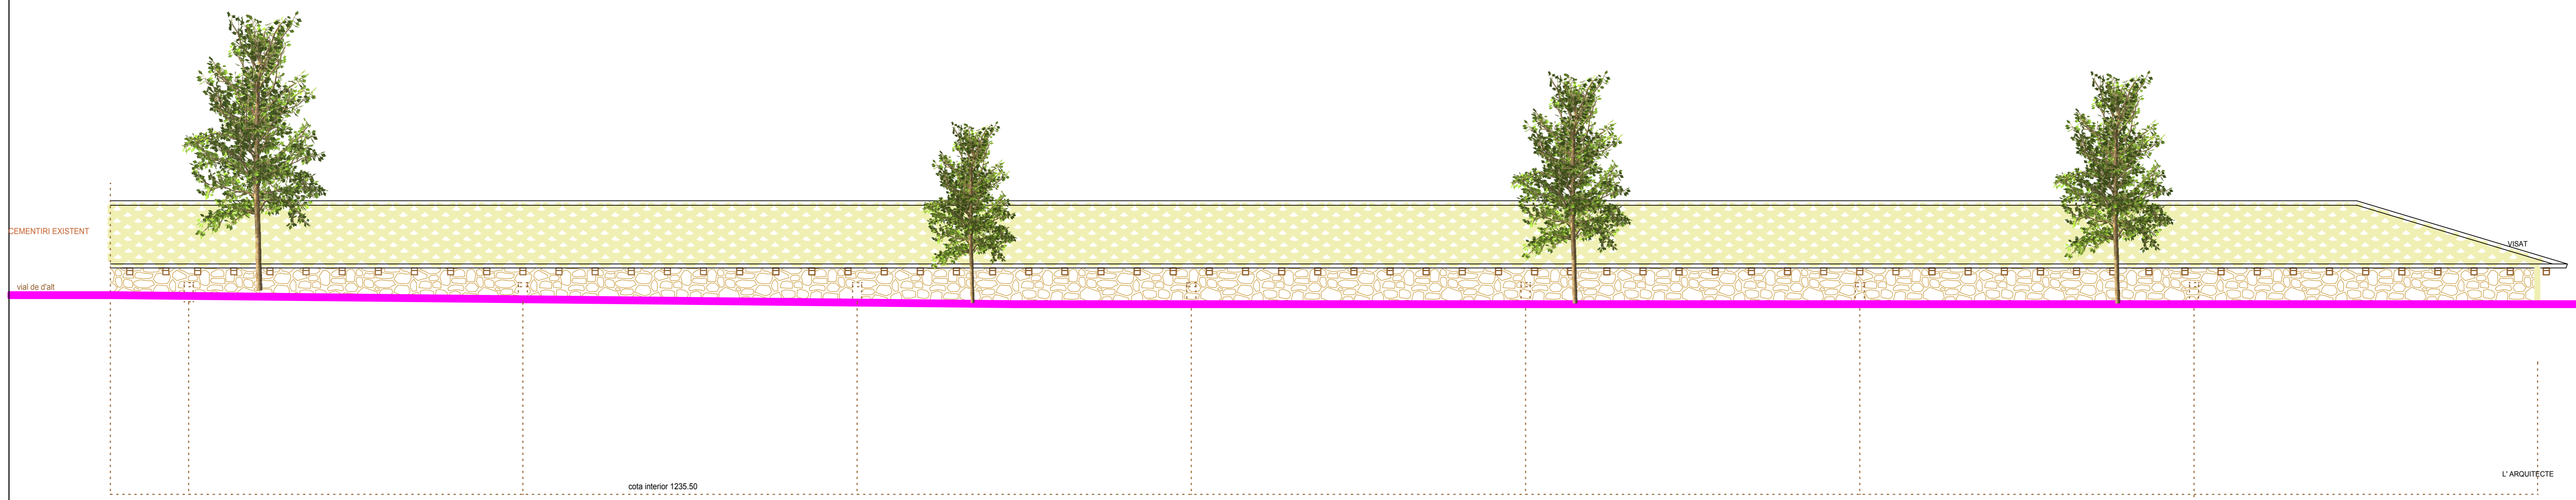 CEMENTIRI EXISTENT
VISAT
vial de d'alt
L' ARQUITECTE
cota interior 1235.50